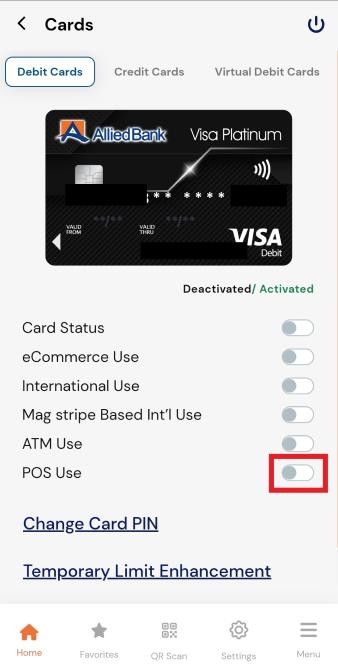 Cards
Debit Cards Credit Cards Virtual Debit Cards
AlliedBank Visa Platinum
** ****
VALID FROM **/** VALID THRU **/**
VISA
Debit
Deactivated/ Activated
Card Status
eCommerce Use
International Use
Mag stripe Based Int'l Use
ATM Use
POS Use
Change Card PIN
Temporary Limit Enhancement
Home Favorites QR Scan Settings Menu